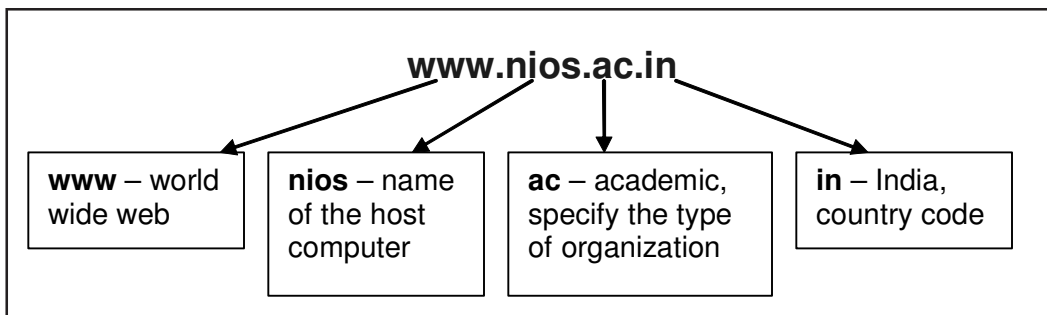 www.nios.ac.in
www – world
wide web
nios – name
of the host
computer
ac – academic,
specify the type
of organization
in – India,
country code